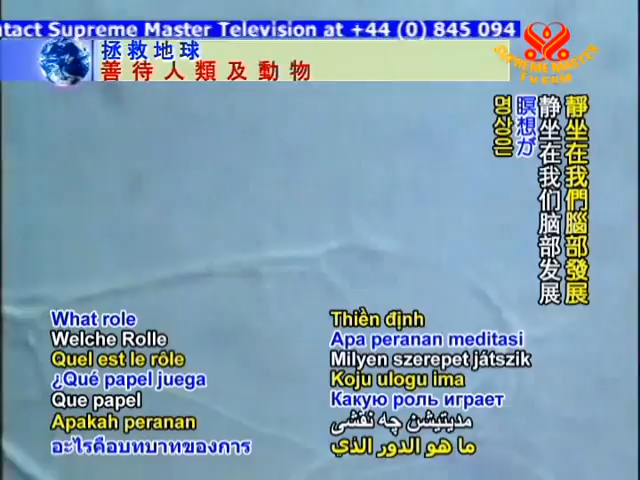 ntact Supreme Master Television at +44 (0) 845 094
拯救地球
善待人類及動物
SUPREME MASTER
TV.COM
靜坐在我們腦部發展
静坐在我们脑部发展
瞑想が
명상은
What role
Welche Rolle
Quel est le rôle
¿Qué papel juega
Que papel
Apakah peranan
อะไรคือบทบาทของการ
Thiền định
Apa peranan meditasi
Milyen szerepet játszik
Koju ulogu ima
Какую роль играет
مدیتیشن چه نقشی
ما هو الدور الذي